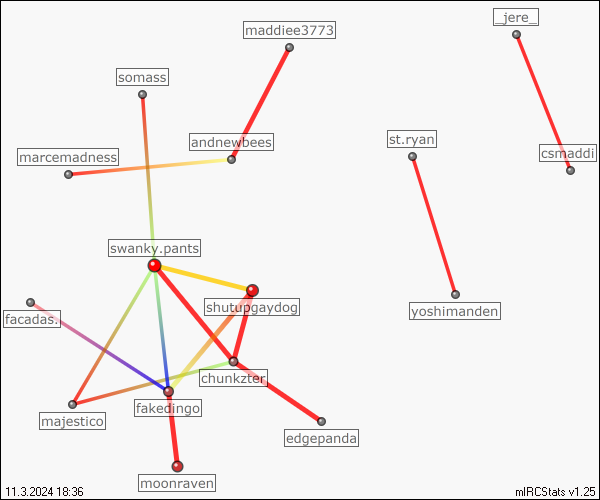 _jere_
maddiee3773
somass
andnewbees
st.ryan
marcemadness
csmaddi
swanky.pants
shutupgaydog
facadas.
yoshimanden
chunkzter
fakedingo
majestico
edgepanda
moonraven
11.3.2024 18:36
mIRCStats v1.25